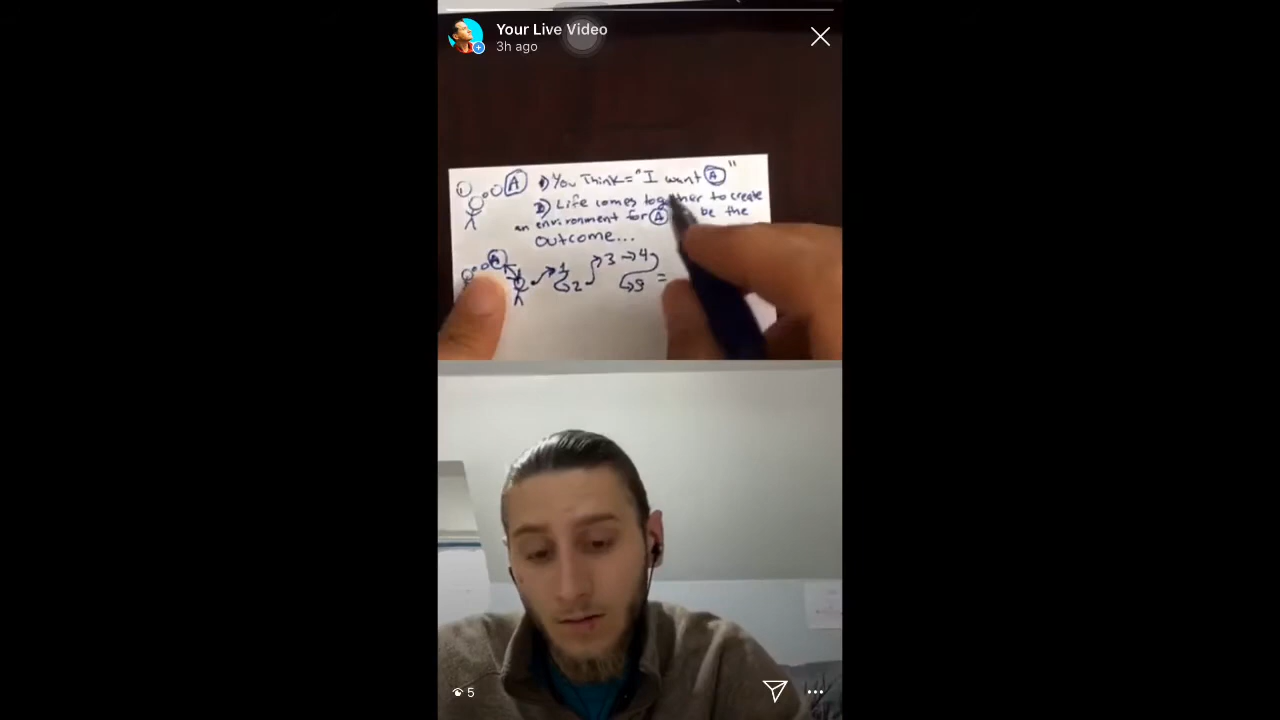 Your Live Video
3h ago
A 1) You Think = "I want A"
2) Life comes together to create
an environment for A be the
outcome...
A 1 2 3 4 5 =
5